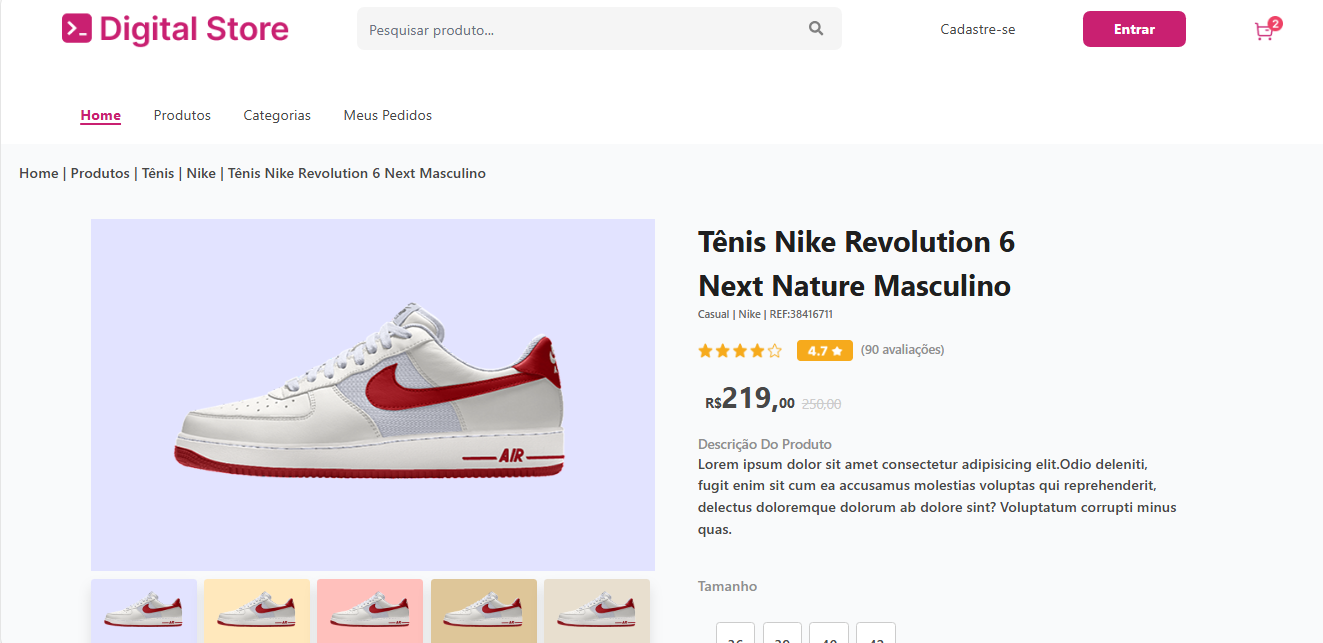 Digital Store
Pesquisar produto...
Cadastre-se
Entrar
2
Home Produtos Categorias Meus Pedidos
Home | Produtos | Tênis | Nike | Tênis Nike Revolution 6 Next Masculino
Tênis Nike Revolution 6
Next Nature Masculino
Casual | Nike | REF:38416711
4.7 (90 avaliações)
R$219,00 250,00
AIR
Descrição Do Produto
Lorem ipsum dolor sit amet consectetur adipisicing elit.Odio deleniti,
fugit enim sit cum ea accusamus molestias voluptas qui reprehenderit,
delectus doloremque dolorum ab dolore sint? Voluptatum corrupti minus
quas.
Tamanho